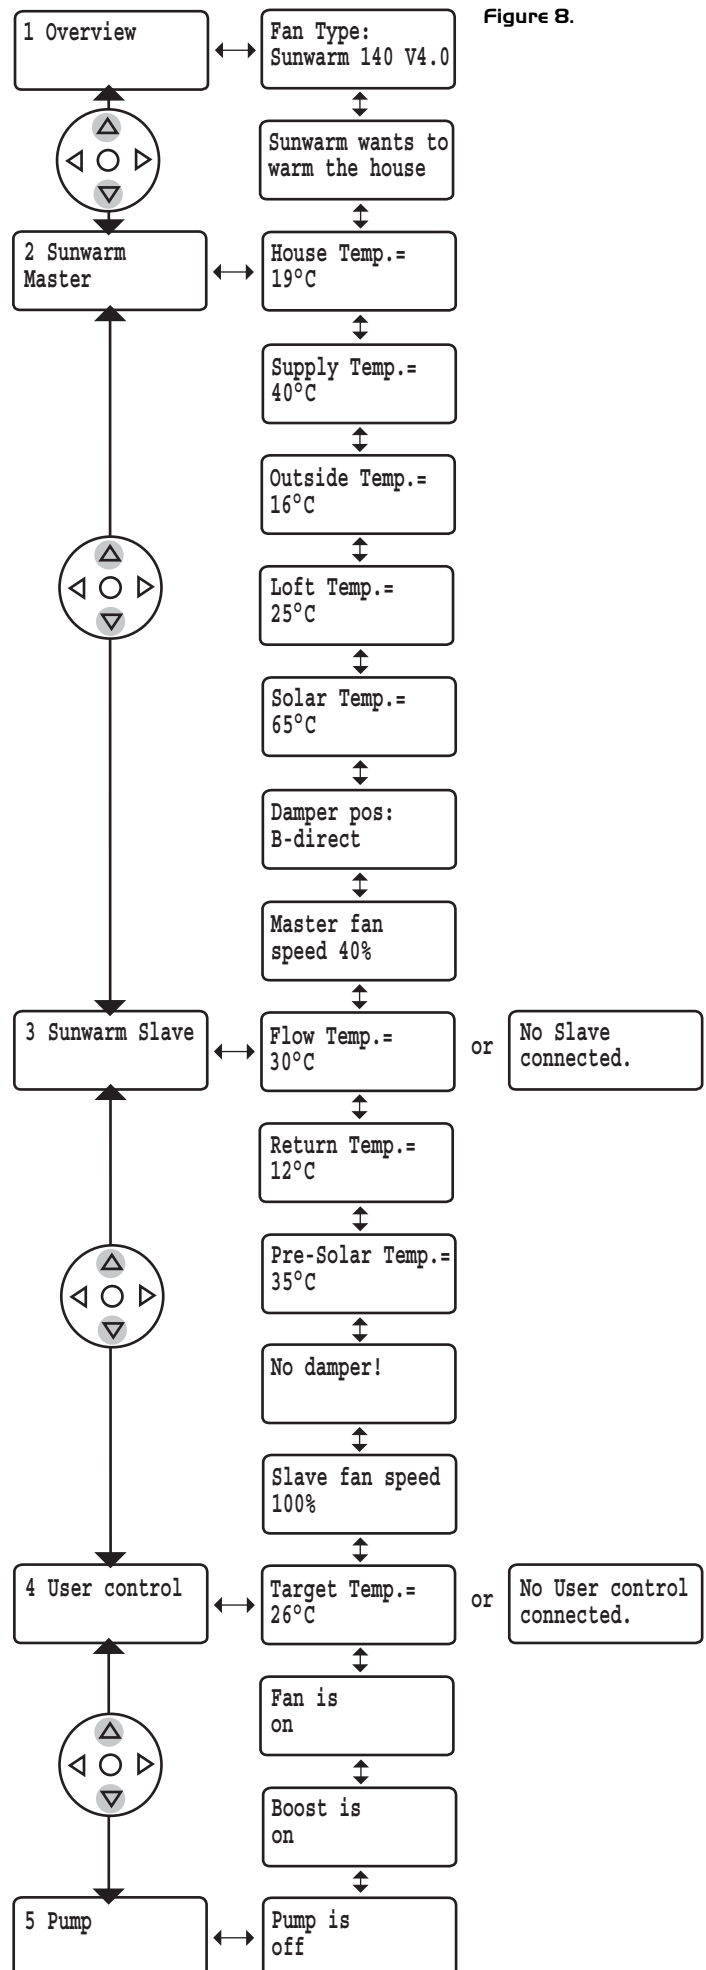 Figure 8.
1 Overview
Fan Type:
Sunwarm 140 V4.0
Sunwarm wants to
warm the house
2 Sunwarm
Master
House Temp.=
19°C
Supply Temp.=
40°C
Outside Temp.=
16°C
Loft Temp.=
25°C
Solar Temp.=
65°C
Damper pos:
B-direct
Master fan
speed 40%
3 Sunwarm Slave
Flow Temp.=
30°C
or
No Slave
connected.
Return Temp.=
12°C
Pre-Solar Temp.=
35°C
No damper!
Slave fan speed
100%
4 User control
Target Temp.=
26°C
or
No User control
connected.
Fan is
on
Boost is
on
5 Pump
Pump is
off